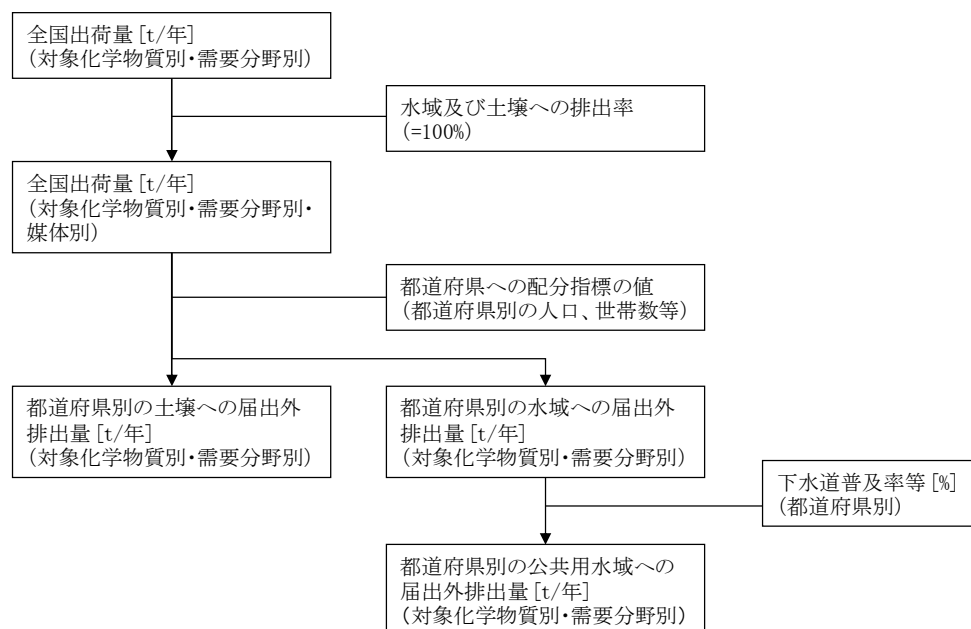 全国出荷量[t/年]
(対象化学物質別・需要分野別)
水域及び土壌への排出率
(=100%)
全国出荷量[t/年]
(対象化学物質別・需要分野別・
媒体別)
都道府県への配分指標の値
(都道府県別の人口、世帯数等)
都道府県別の土壌への届出外
排出量[t/年]
(対象化学物質別・需要分野別)
都道府県別の水域への届出外
排出量[t/年]
(対象化学物質別・需要分野別)
下水道普及率等[%]
(都道府県別)
都道府県別の公共用水域への
届出外排出量[t/年]
(対象化学物質別・需要分野別)